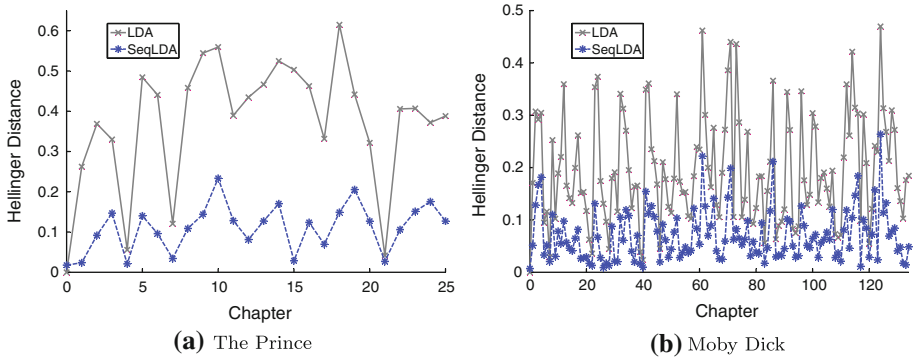 0.6
0.5
0.4
0.3
0.2
0.1
0
Hellinger Distance
LDA
SeqLDA
0 5 10 15 20 25
Chapter
(a) The Prince
0.5
0.4
0.3
0.2
0.1
0
Hellinger Distance
LDA
SeqLDA
0 20 40 60 80 100 120
Chapter
(b) Moby Dick